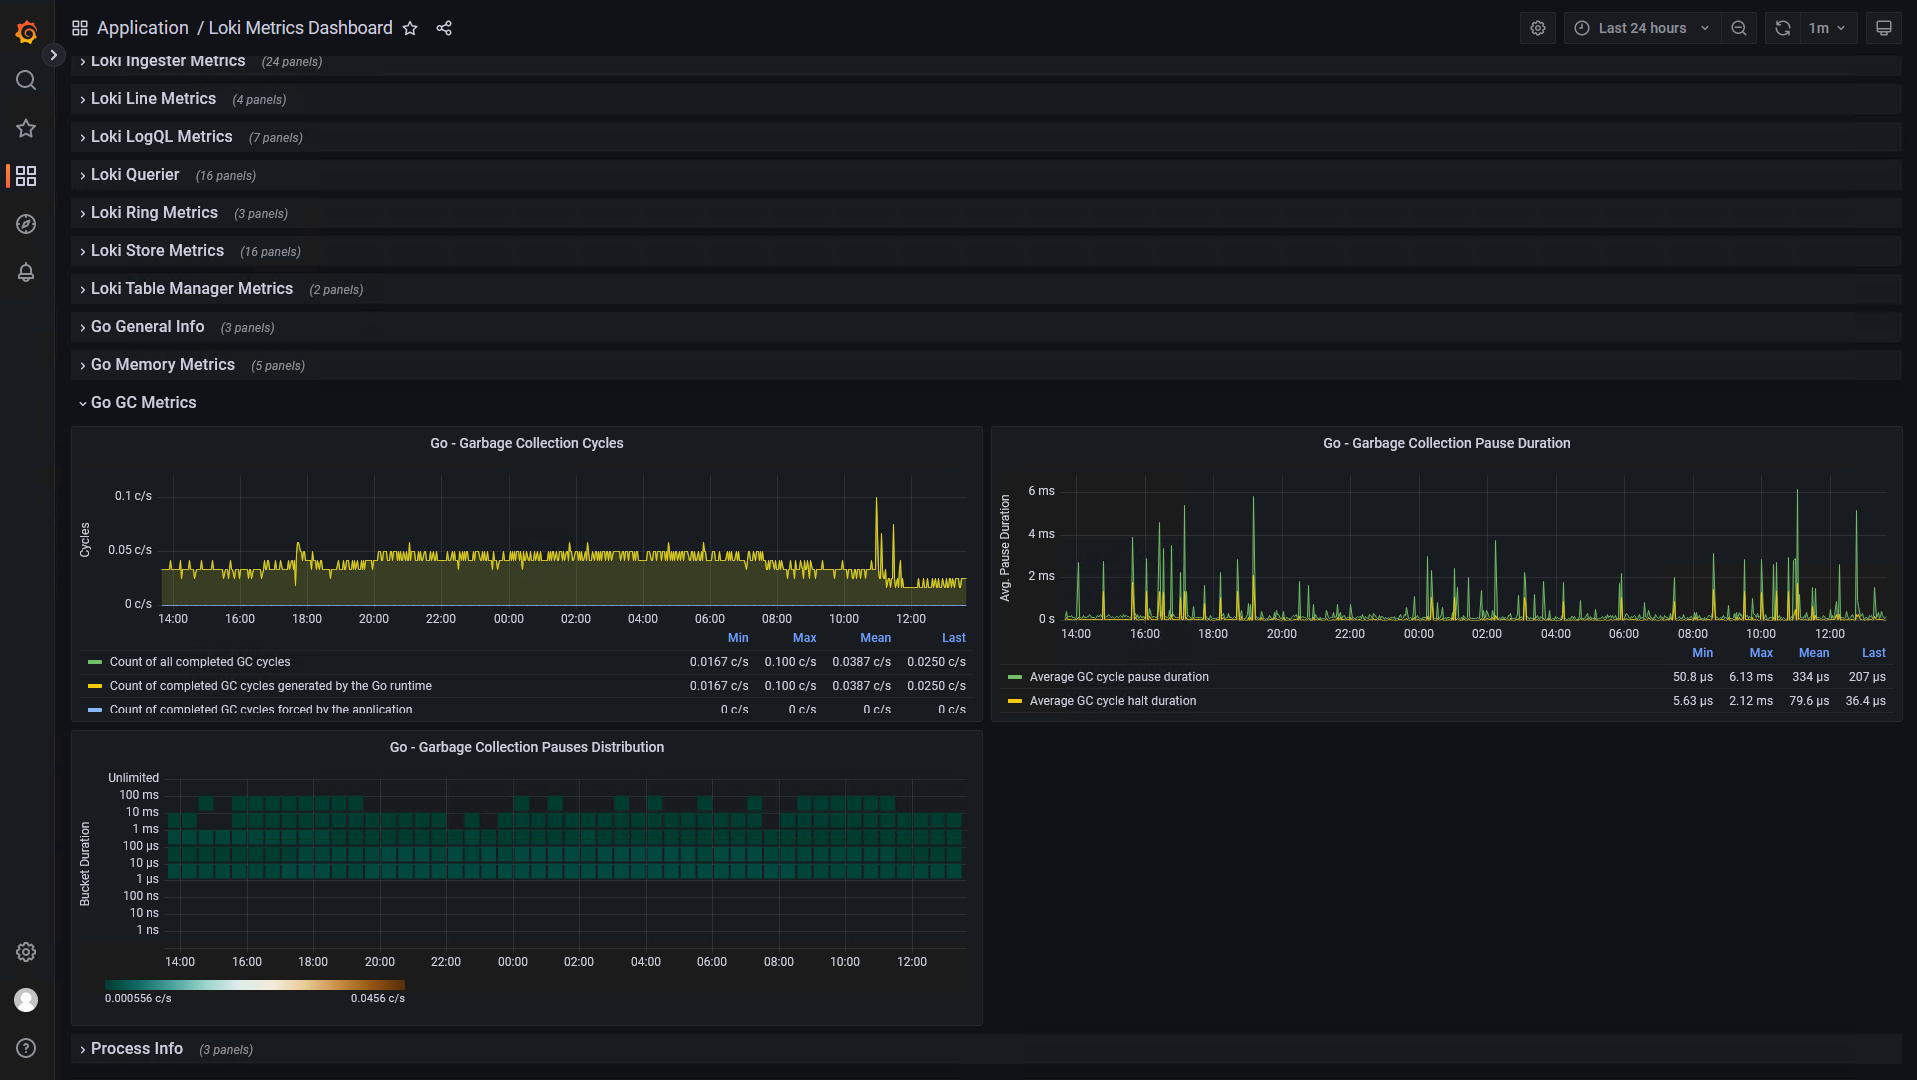 Application / Loki Metrics Dashboard
Last 24 hours
1m
Loki Ingester Metrics (24 panels)
Loki Line Metrics (4 panels)
Loki LogQL Metrics (7 panels)
Loki Querier (16 panels)
Loki Ring Metrics (3 panels)
Loki Store Metrics (16 panels)
Loki Table Manager Metrics (2 panels)
Go General Info (3 panels)
Go Memory Metrics (5 panels)
Go GC Metrics
Go - Garbage Collection Cycles
Cycles
0.1 c/s
0.05 c/s
0 c/s
14:00 16:00 18:00 20:00 22:00 00:00 02:00 04:00 06:00 08:00 10:00 12:00
Min Max Mean Last
Count of all completed GC cycles 0.0167 c/s 0.100 c/s 0.0387 c/s 0.0250 c/s
Count of completed GC cycles generated by the Go runtime 0.0167 c/s 0.100 c/s 0.0387 c/s 0.0250 c/s
Count of completed GC cycles forced by the application. 0 c/s 0 c/s 0 c/s 0 c/s
Go - Garbage Collection Pause Duration
Avg. Pause Duration
6 ms
4 ms
2 ms
0 s
14:00 16:00 18:00 20:00 22:00 00:00 02:00 04:00 06:00 08:00 10:00 12:00
Min Max Mean Last
Average GC cycle pause duration 50.8 µs 6.13 ms 334 µs 207 µs
Average GC cycle halt duration 5.63 µs 2.12 ms 79.6 µs 36.4 µs
Go - Garbage Collection Pauses Distribution
Bucket Duration
Unlimited
100 ms
10 ms
1 ms
100 µs
10 µs
1 µs
100 ns
10 ns
1 ns
14:00 16:00 18:00 20:00 22:00 00:00 02:00 04:00 06:00 08:00 10:00 12:00
0.000556 c/s 0.0456 c/s
Process Info (3 panels)